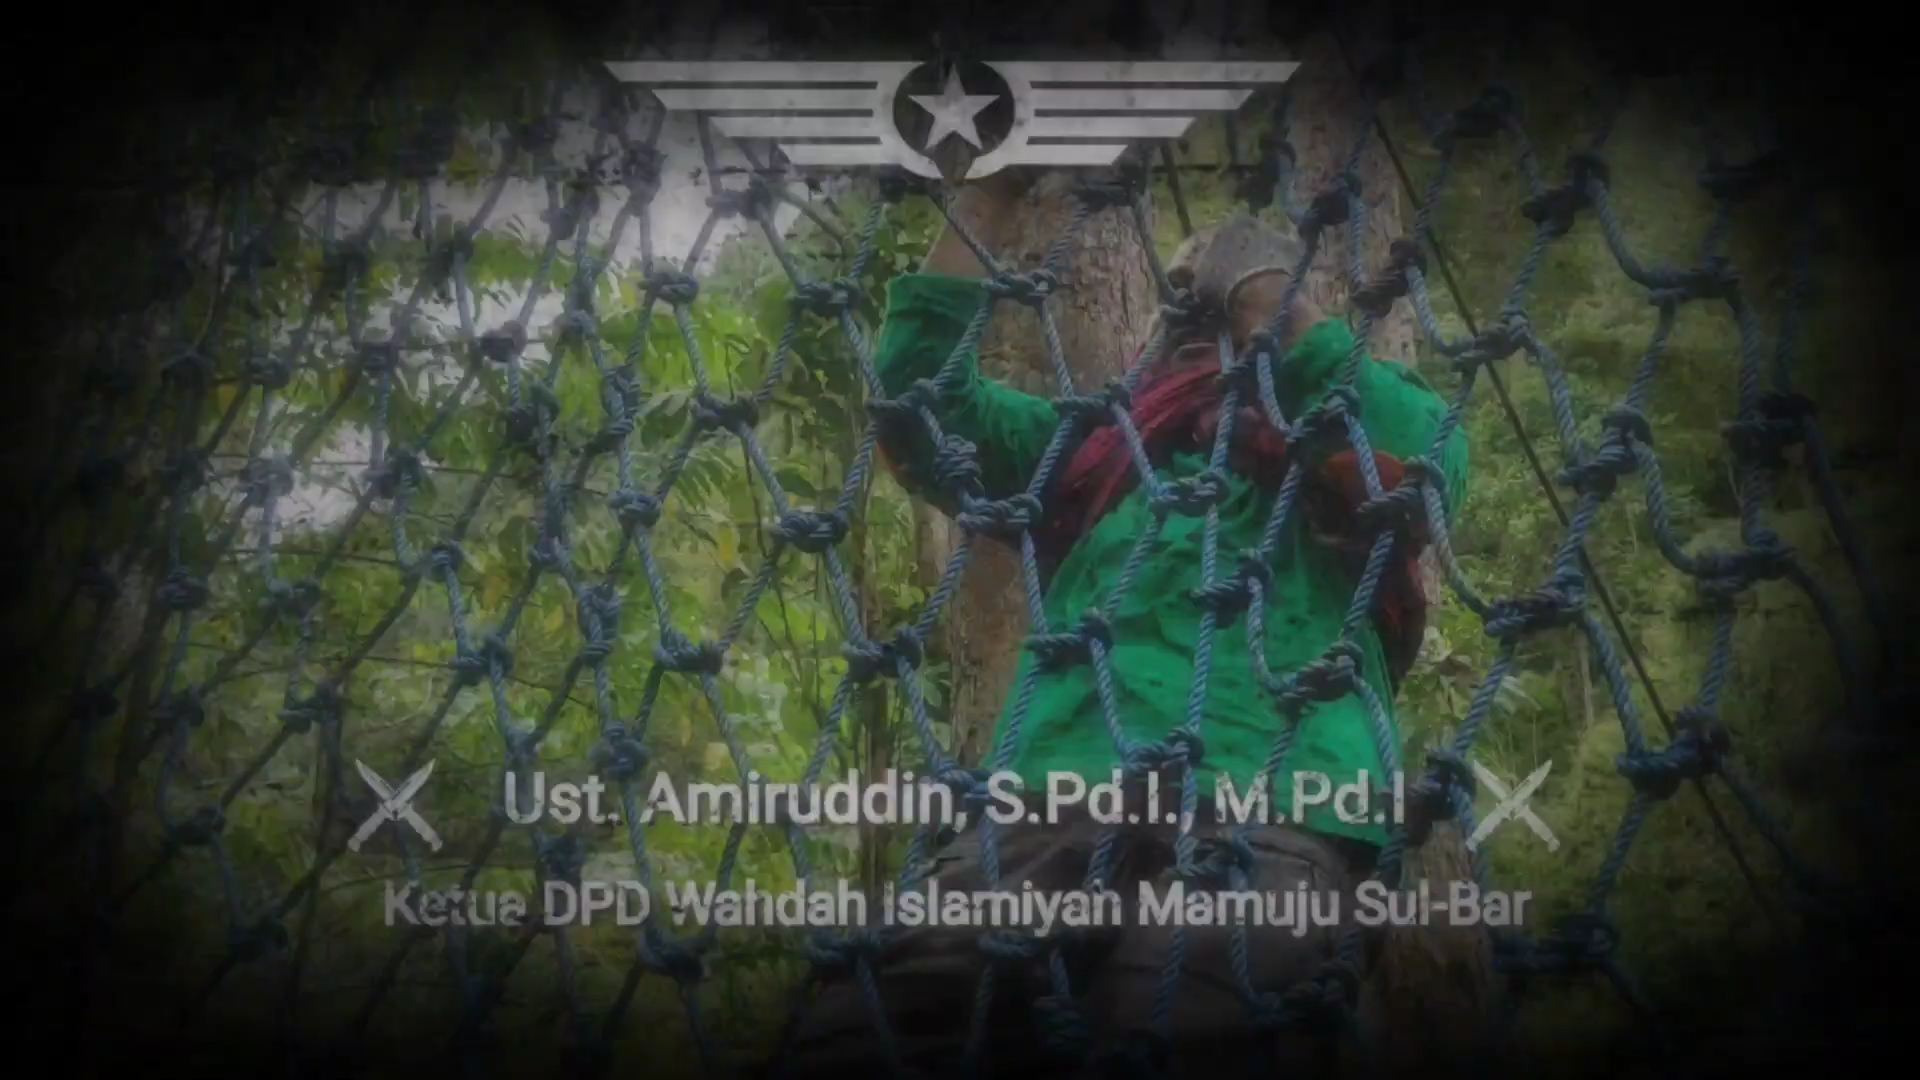 Ust. Amiruddin, S.Pd.I., M.Pd.I
Ketua DPD Wahdah Islamiyah Mamuju Sul-Bar